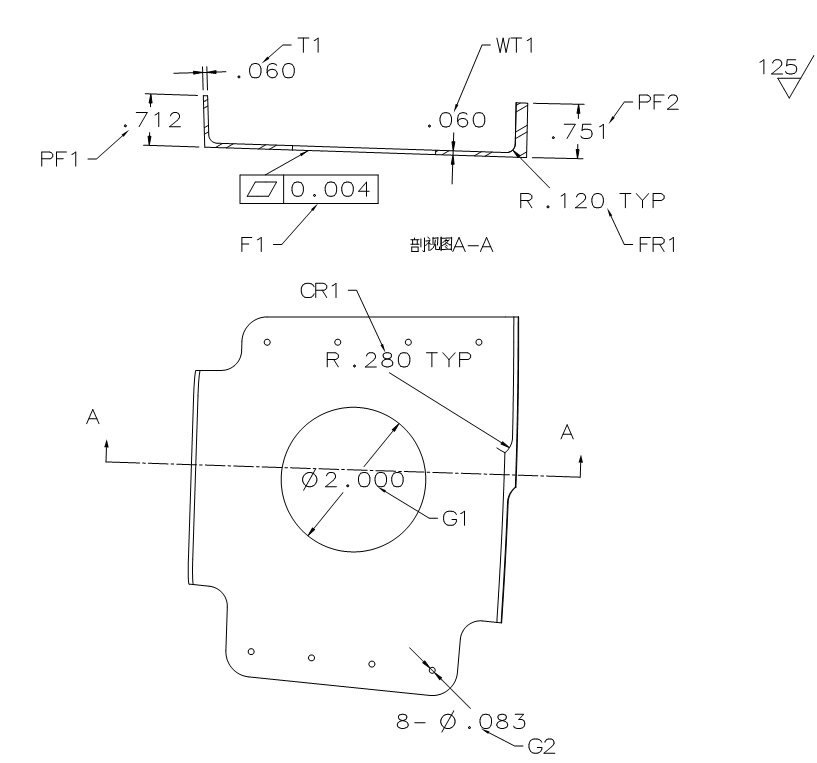 T1
WT1
125
.060
PF2
.712
.060
.751
PF1
0.004
R .120 TYP
F1
剖视图A-A
FR1
CR1
R .280 TYP
A
A
Ø2.000
G1
8- Ø .083
G2